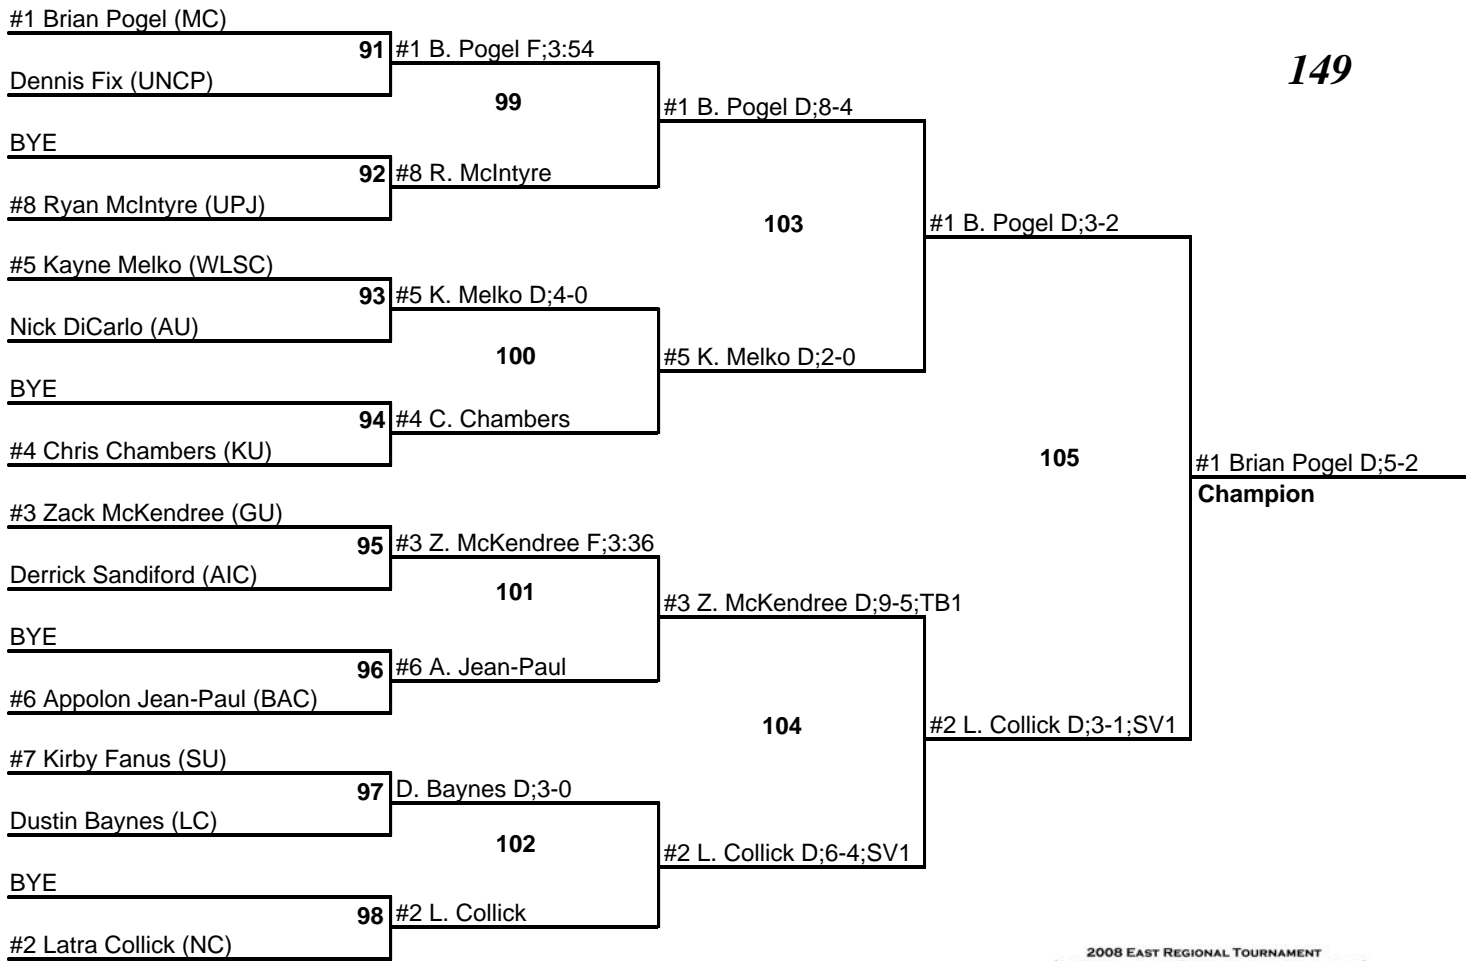 #1 Brian Pogel (MC)
91 #1 B. Pogel F;3:54
149
Dennis Fix (UNCP)
99
#1 B. Pogel D;8-4
BYE
92 #8 R. McIntyre
#8 Ryan McIntyre (UPJ)
103
#1 B. Pogel D;3-2
#5 Kayne Melko (WLSC)
93 #5 K. Melko D;4-0
Nick DiCarlo (AU)
100
#5 K. Melko D;2-0
BYE
94 #4 C. Chambers
#4 Chris Chambers (KU)
105
#1 Brian Pogel D;5-2
Champion
#3 Zack McKendree (GU)
95 #3 Z. McKendree F;3:36
Derrick Sandiford (AIC)
101
#3 Z. McKendree D;9-5;TB1
BYE
96 #6 A. Jean-Paul
#6 Appolon Jean-Paul (BAC)
104
#2 L. Collick D;3-1;SV1
#7 Kirby Fanus (SU)
97 D. Baynes D;3-0
Dustin Baynes (LC)
102
#2 L. Collick D;6-4;SV1
BYE
98 #2 L. Collick
#2 Latra Collick (NC)
2008 EAST REGIONAL TOURNAMENT